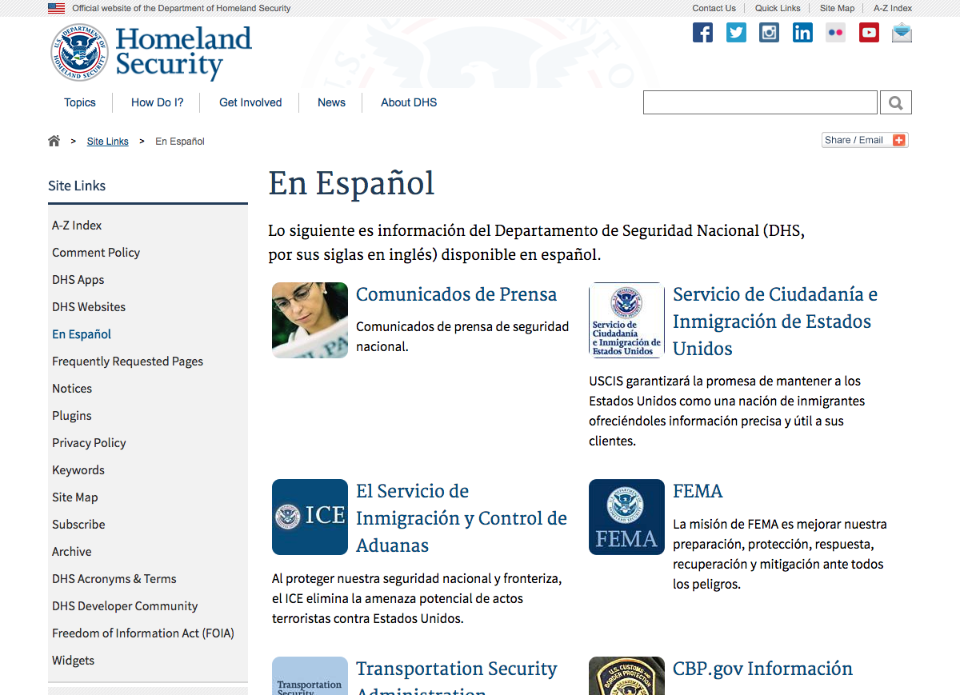 Official website of the Department of Homeland Security
Contact Us
Quick Links
Site Map
A-Z Index
Homeland
Security
Topics
How Do I?
Get Involved
News
About DHS
> Site Links > En Español
Share / Email
Site Links
A-Z Index
Comment Policy
DHS Apps
DHS Websites
En Español
Frequently Requested Pages
Notices
Plugins
Privacy Policy
Keywords
Site Map
Subscribe
Archive
DHS Acronyms & Terms
DHS Developer Community
Freedom of Information Act (FOIA)
Widgets
En Español
Lo siguiente es información del Departamento de Seguridad Nacional (DHS,
por sus siglas en inglés) disponible en español.
Comunicados de Prensa
Comunicados de prensa de seguridad
nacional.
Servicio de
Ciudadanía
e Inmigración de
Estados Unidos
Servicio de Ciudadanía e
Inmigración de Estados
Unidos
USCIS garantizará la promesa de mantener a los
Estados Unidos como una nación de inmigrantes
ofreciéndoles información precisa y útil a sus
clientes.
ICE
El Servicio de
Inmigración y Control de
Aduanas
Al proteger nuestra seguridad nacional y fronteriza,
el ICE elimina la amenaza potencial de actos
terroristas contra Estados Unidos.
FEMA
FEMA
La misión de FEMA es mejorar nuestra
preparación, protección, respuesta,
recuperación y mitigación ante todos
los peligros.
Transportation
Security
Transportation Security
Administration
U.S. CUSTOMS
BORDER PROTECTION
CBP.gov Información